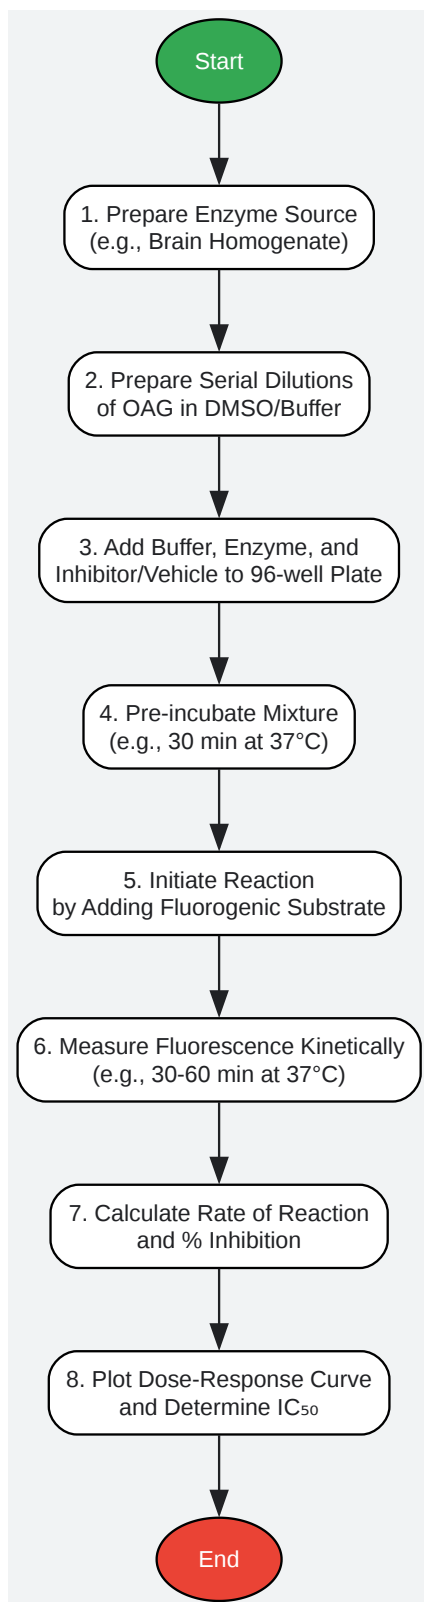 Start
1. Prepare Enzyme Source
(e.g., Brain Homogenate)
2. Prepare Serial Dilutions
of OAG in DMSO/Buffer
3. Add Buffer, Enzyme, and
Inhibitor/Vehicle to 96-well Plate
4. Pre-incubate Mixture
(e.g., 30 min at 37°C)
5. Initiate Reaction
by Adding Fluorogenic Substrate
6. Measure Fluorescence Kinetically
(e.g., 30-60 min at 37°C)
7. Calculate Rate of Reaction
and % Inhibition
8. Plot Dose-Response Curve
and Determine IC₅₀
End